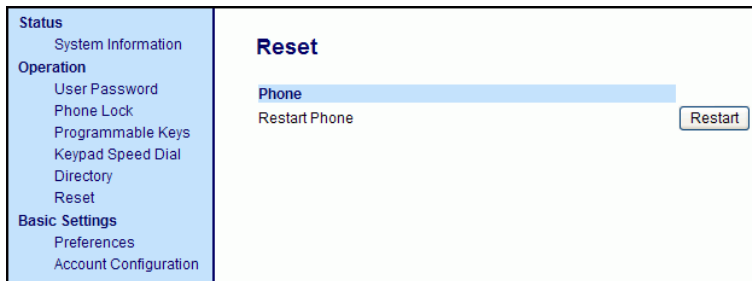 Status
System Information
Operation
User Password
Phone Lock
Programmable Keys
Keypad Speed Dial
Directory
Reset
Basic Settings
Preferences
Account Configuration
Reset
Phone
Restart Phone
Restart